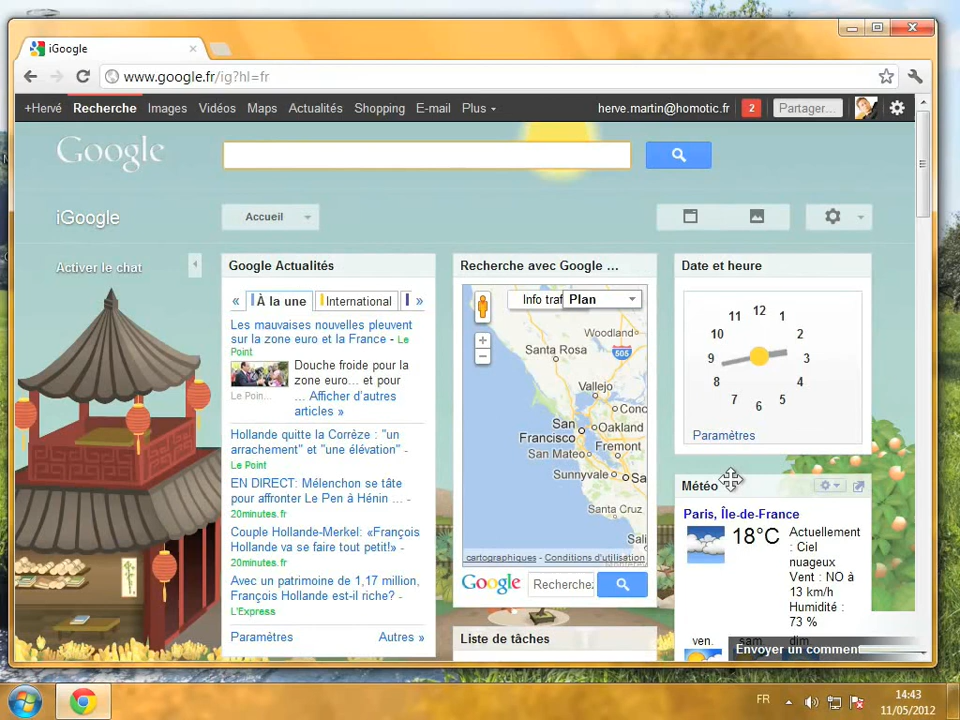 iGoogle
www.google.fr/ig?hl=fr
+Hervé Recherche Images Vidéos Maps Actualités Shopping E-mail Plus
herve.martin@homotic.fr 2 Partager...
Google
iGoogle
Accueil
Activer le chat
Google Actualités
« À la une International »
Les mauvaises nouvelles pleuvent
sur la zone euro et la France - Le
Point
Douche froide pour la
zone euro... et pour
... Afficher d'autres
articles »
Le Poin...
Hollande quitte la Corrèze : "un
arrachement" et "une élévation" -
Le Point
EN DIRECT: Mélenchon se tâte
pour affronter Le Pen à Hénin ... -
20minutes.fr
Couple Hollande-Merkel: «François
Hollande va se faire tout petit!» -
20minutes.fr
Avec un patrimoine de 1,17 million,
François Hollande est-il riche? -
L'Express
Paramètres Autres »
Recherche avec Google ...
Info traf Plan
Woodland
Santa Rosa
505
Vallejo
Conc
San
Francisco
Oakland
Fremont
San Mateo
Sunnyvale
Sa
Santa Cruz
Sali
cartographiques - Conditions d'utilisation
Google Recherche:
Liste de tâches
Date et heure
12
11 1
10 2
9 3
8 4
7 5
6
Paramètres
Météo
Paris, Île-de-France
18°C
Actuellement
: Ciel
nuageux
Vent : NO à
13 km/h
Humidité :
73 %
ven. sam. dim
Envoyer un comment
FR
14:43
11/05/2012